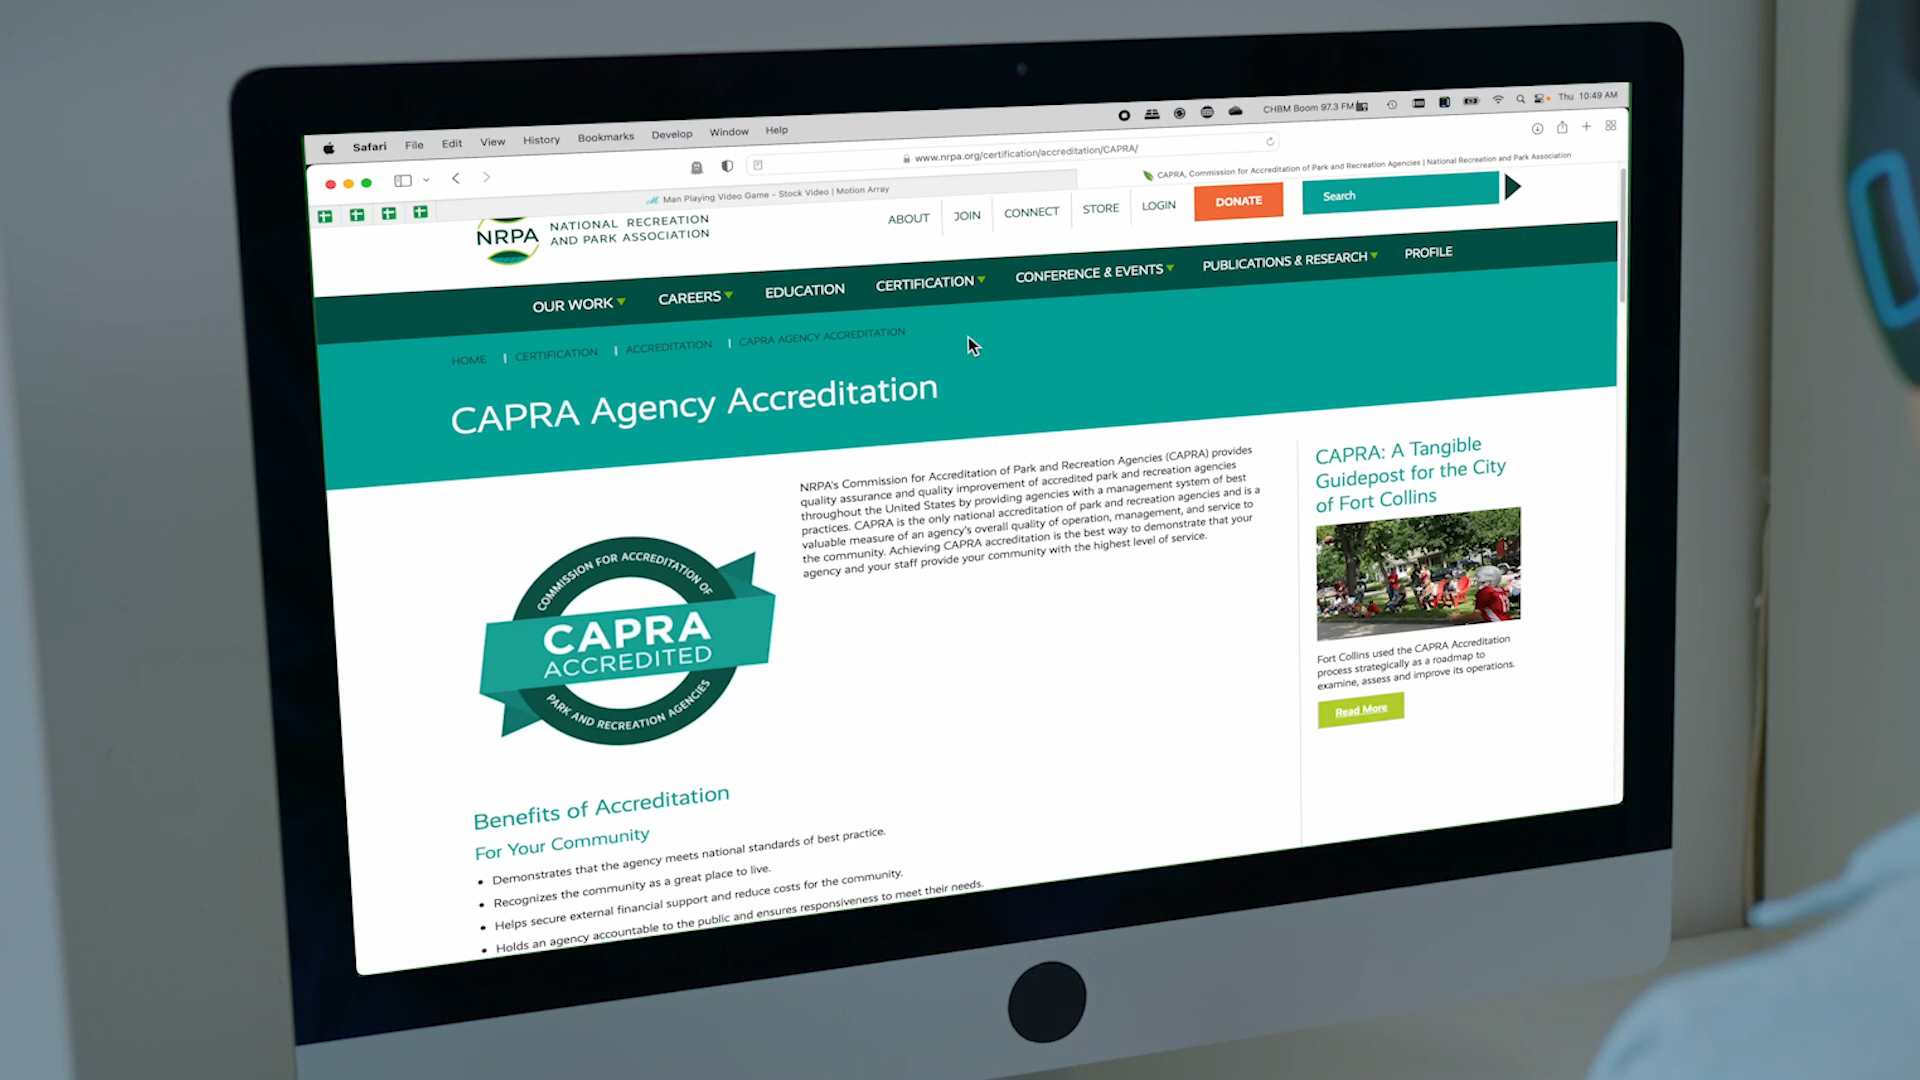 Safari File Edit View History Bookmarks Develop Window Help CHBM Boom 97.3 FM Thu 10:49 AM
www.nrpa.org/certification/accreditation/CAPRA/
Man Playing Video Game - Stock Video | Motion Array
CAPRA, Commission for Accreditation of Park and Recreation Agencies | National Recreation and Park Association
NRPA
NATIONAL RECREATION
AND PARK ASSOCIATION
ABOUT JOIN CONNECT STORE LOGIN DONATE Search
OUR WORK CAREERS EDUCATION CERTIFICATION CONFERENCE & EVENTS PUBLICATIONS & RESEARCH PROFILE
HOME | CERTIFICATION | ACCREDITATION | CAPRA AGENCY ACCREDITATION
CAPRA Agency Accreditation
NRPA's Commission for Accreditation of Park and Recreation Agencies (CAPRA) provides
quality assurance and quality improvement of accredited park and recreation agencies
throughout the United States by providing agencies with a management system of best
practices. CAPRA is the only national accreditation of park and recreation agencies and is a
valuable measure of an agency's overall quality of operation, management, and service to
the community. Achieving CAPRA accreditation is the best way to demonstrate that your
agency and your staff provide your community with the highest level of service.
COMMISSION FOR ACCREDITATION OF
CAPRA
ACCREDITED
PARK AND RECREATION AGENCIES
CAPRA: A Tangible
Guidepost for the City
of Fort Collins
Fort Collins used the CAPRA Accreditation
process strategically as a roadmap to
examine, assess and improve its operations.
Read More
Benefits of Accreditation
For Your Community
• Demonstrates that the agency meets national standards of best practice.
• Recognizes the community as a great place to live.
• Helps secure external financial support and reduce costs for the community.
• Holds an agency accountable to the public and ensures responsiveness to meet their needs.